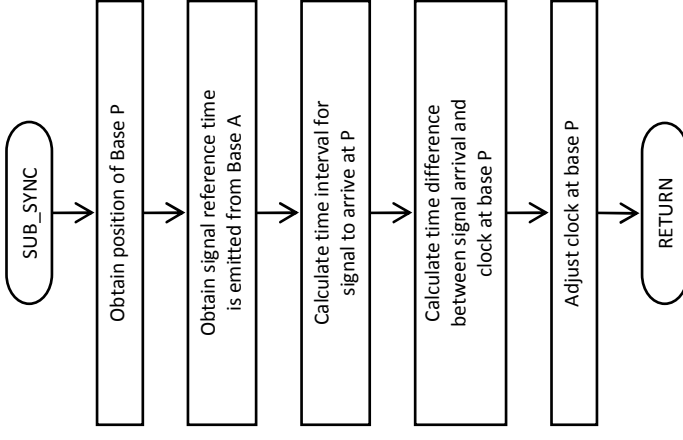 SUB_SYNC
Obtain position of Base P
Obtain signal reference time
is emitted from Base A
Calculate time interval for
signal to arrive at P
Calculate time difference
between signal arrival and
clock at base P
Adjust clock at base P
RETURN